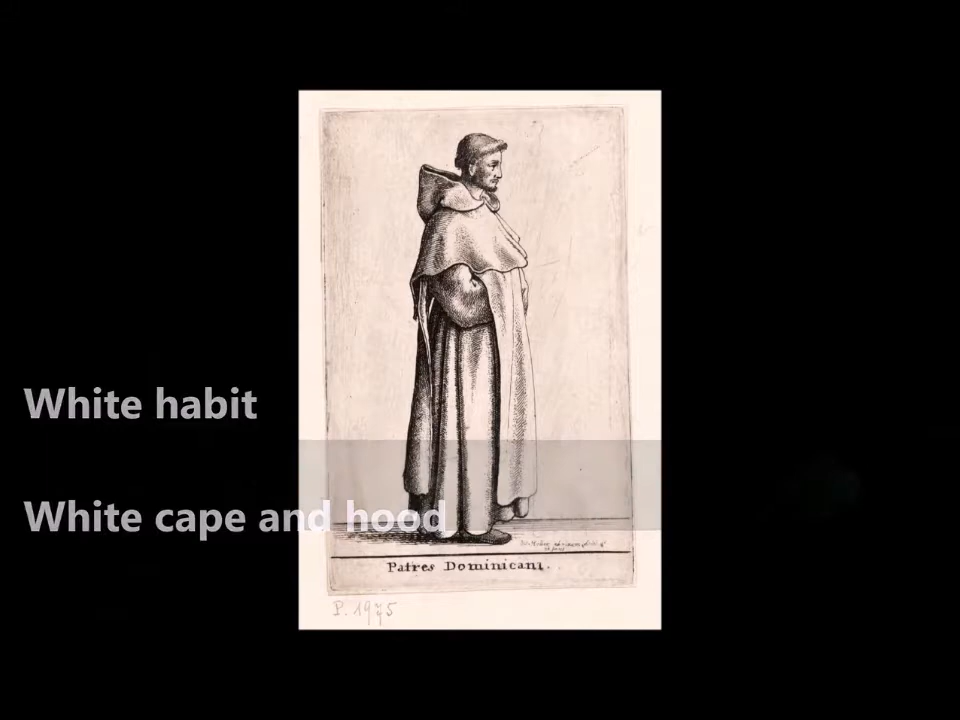 White habit
White cape and hood
Patres Dominicani.
P. 1975